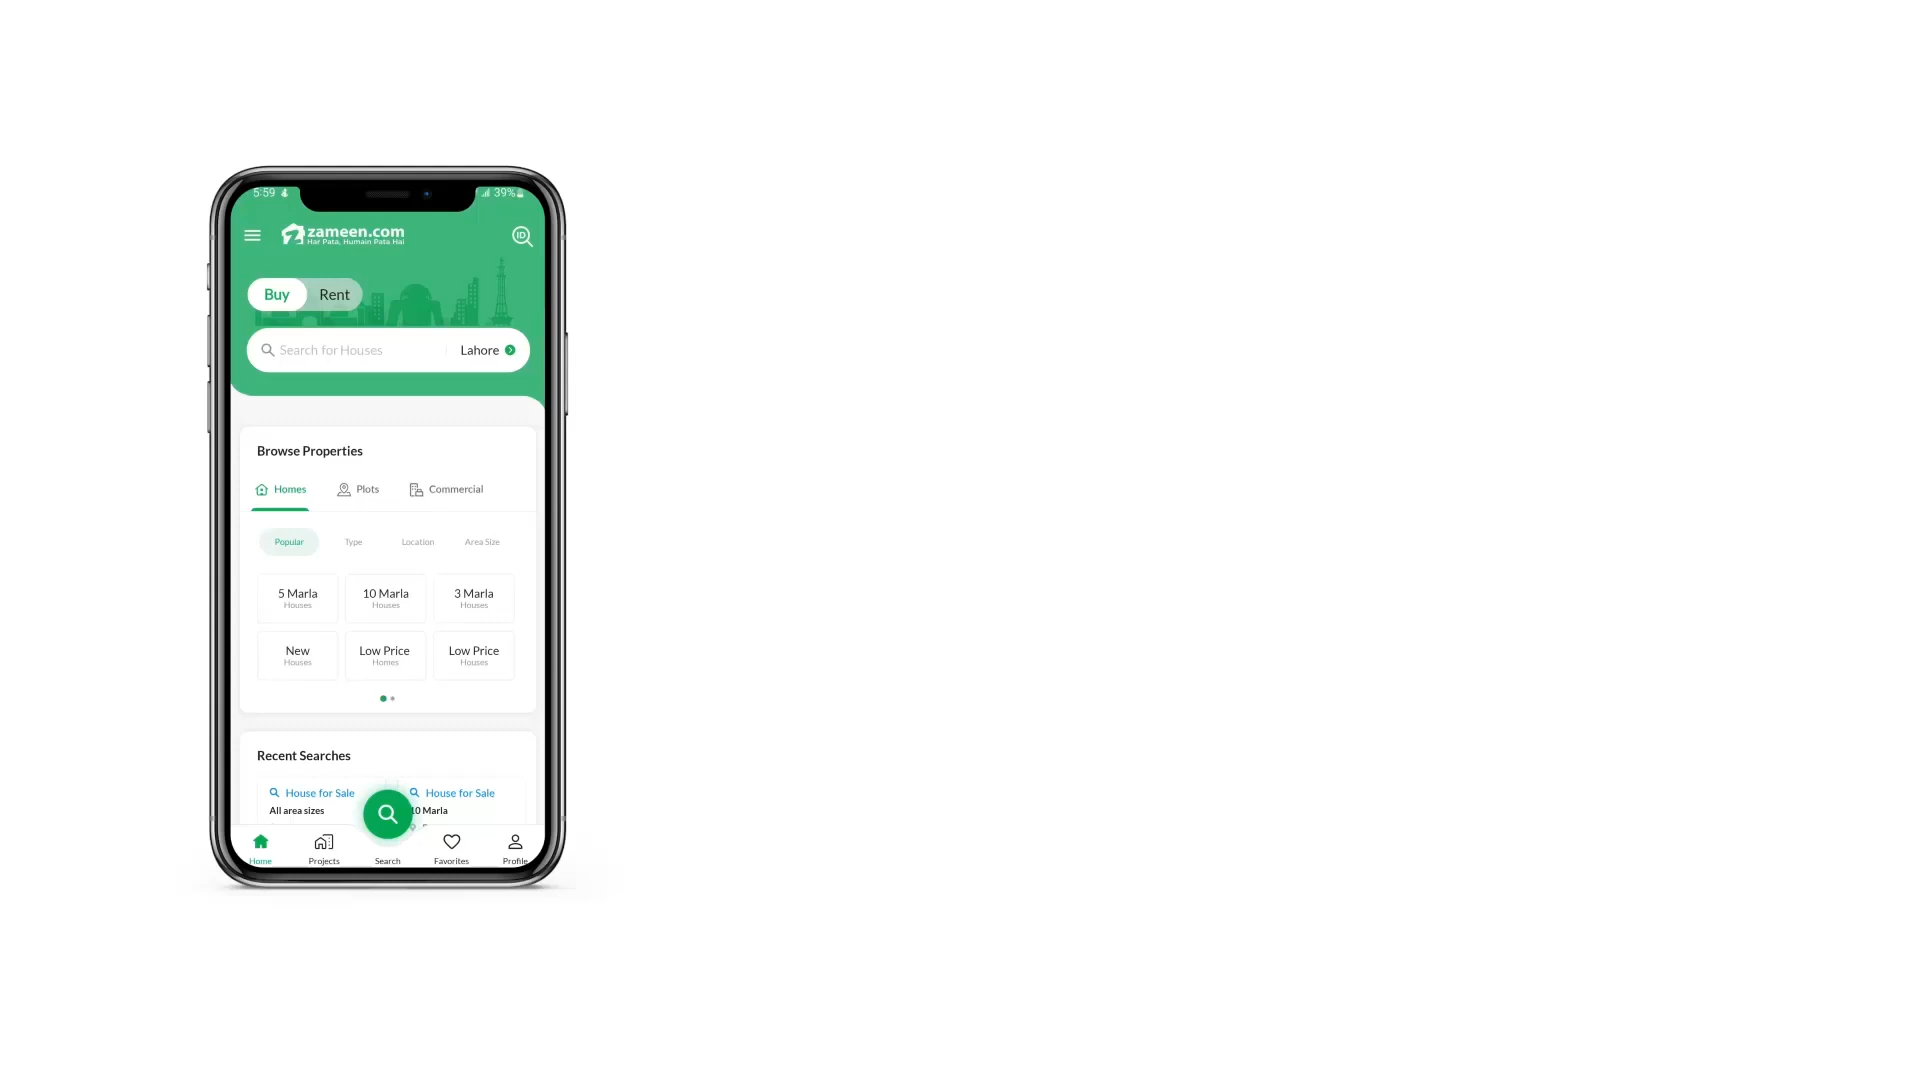 5:59
39%
zameen.com
Har Pata, Humain Pata Hai
ID
Buy Rent
Search for Houses Lahore
Browse Properties
Homes Plots Commercial
Popular Type Location Area Size
5 Marla 10 Marla 3 Marla
Houses Houses Houses
New Low Price Low Price
Houses Homes Houses
Recent Searches
House for Sale House for Sale
All area sizes 10 Marla
Home Projects Search Favorites Profile